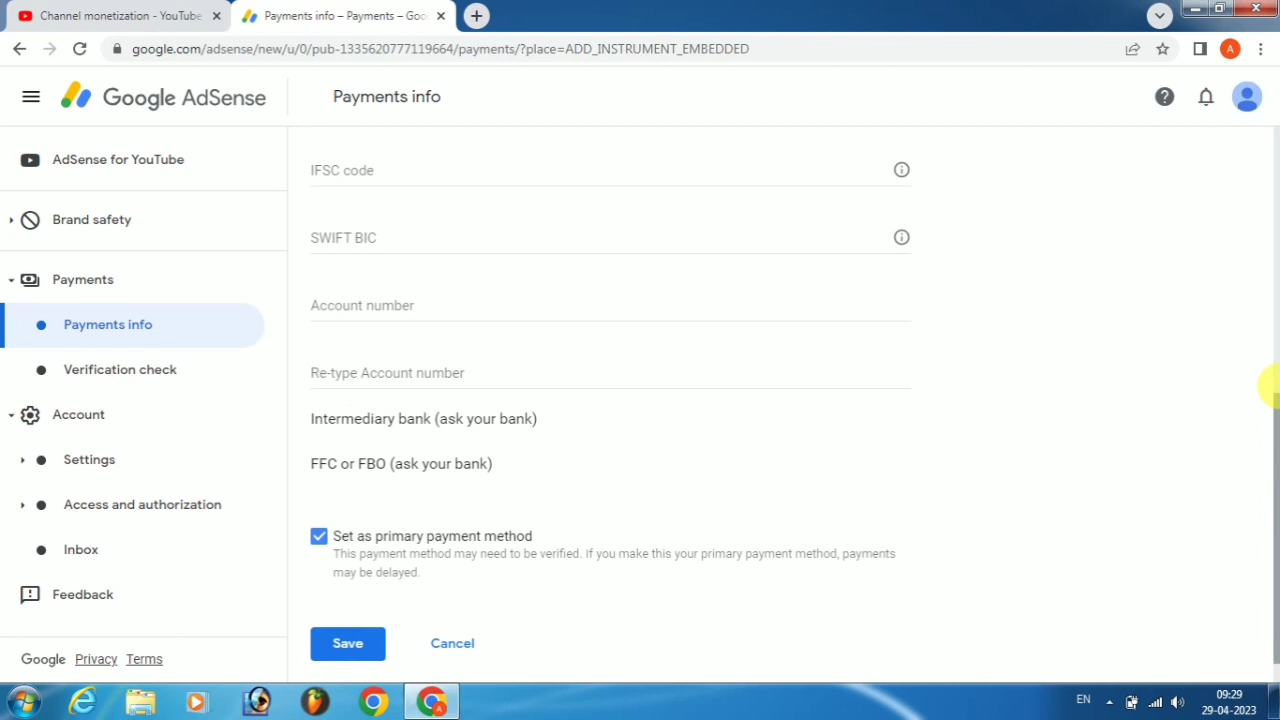 Channel monetization - YouTube
Payments info – Payments – Goo
google.com/adsense/new/u/0/pub-1335620777119664/payments/?place=ADD_INSTRUMENT_EMBEDDED
A
Google AdSense
Payments info
AdSense for YouTube
Brand safety
Payments
Payments info
Verification check
Account
Settings
Access and authorization
Inbox
Feedback
Google Privacy Terms
IFSC code
SWIFT BIC
Account number
Re-type Account number
Intermediary bank (ask your bank)
FFC or FBO (ask your bank)
Set as primary payment method
This payment method may need to be verified. If you make this your primary payment method, payments
may be delayed.
Save Cancel
EN
09:29
29-04-2023